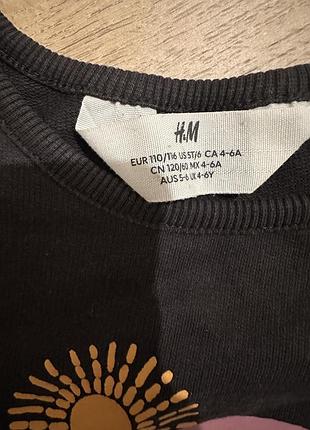 H&M
EUR 110/116 US 5T/6 CA 4-6A
CN 120/60 MX 4-6A
AUS 5-6 UK 4-6Y